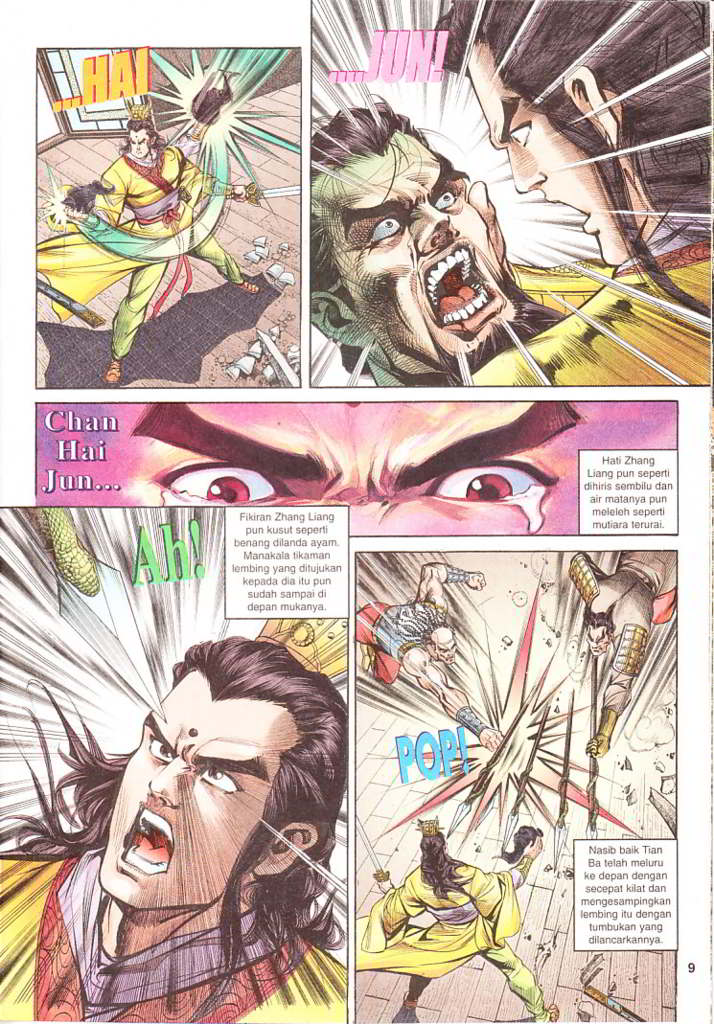 ...HAI
....JUN!
Chan
Hai
Jun...
Hati Zhang
Liang pun seperti
dihiris sembilu dan
air matanya pun
meleleh seperti
mutiara terurai.
Fikiran Zhang Liang
pun kusut seperti
benang dilanda ayam.
Manakala tikaman
lembing yang ditujukan
kepada dia itu pun
sudah sampai di
depan mukanya.
Ah!
POP!
Nasib baik Tian
Ba telah meluru
ke depan dengan
secepat kilat dan
mengesampingkan
lembing itu dengan
tumbukan yang
dilancarkannya.
9